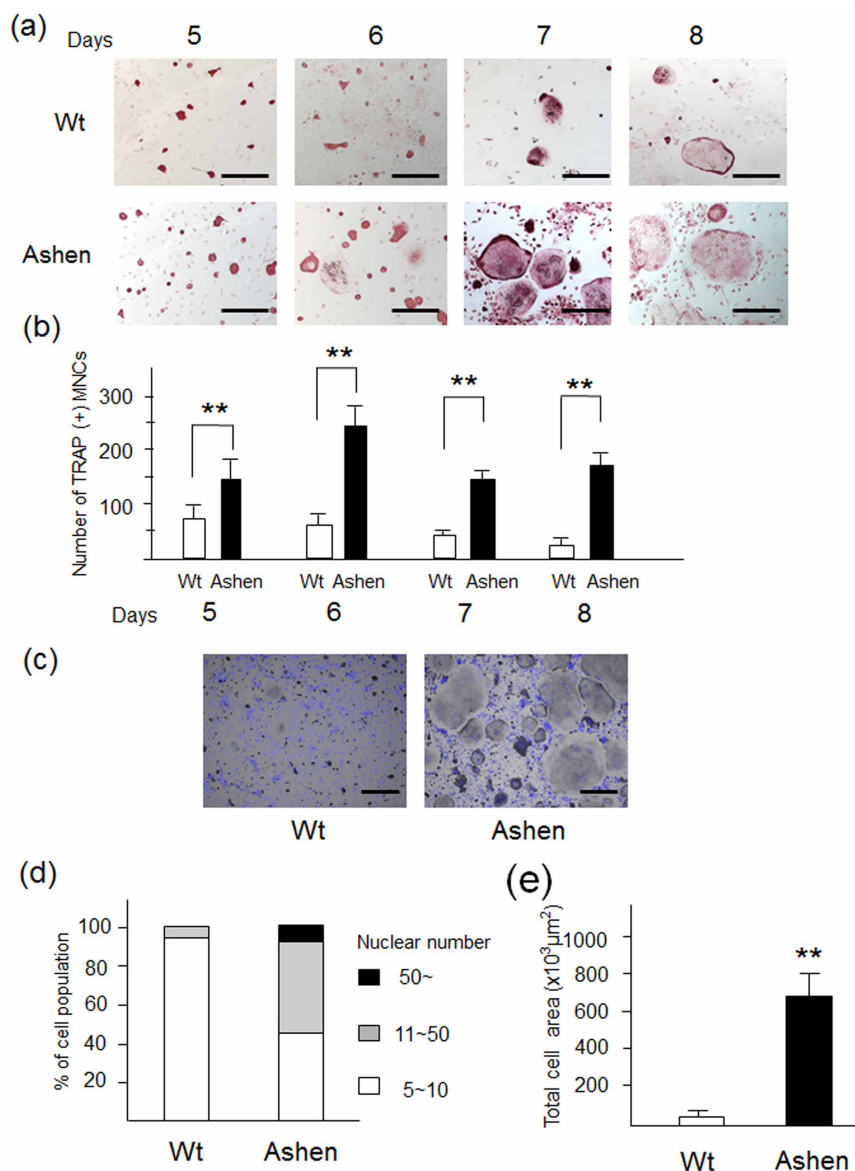 (a)
Days 5 6 7 8
Wt
Ashen
(b)
Number of TRAP (+) MNCs
300
200
100
** ** ** **
Wt Ashen Wt Ashen Wt Ashen Wt Ashen
Days 5 6 7 8
(c)
Wt Ashen
(d)
% of cell population
100
80
60
40
20
Wt Ashen
Nuclear number
50~
11~50
5~10
(e)
Total cell area (x10³μm²)
1000
800
600
400
200
**
Wt Ashen